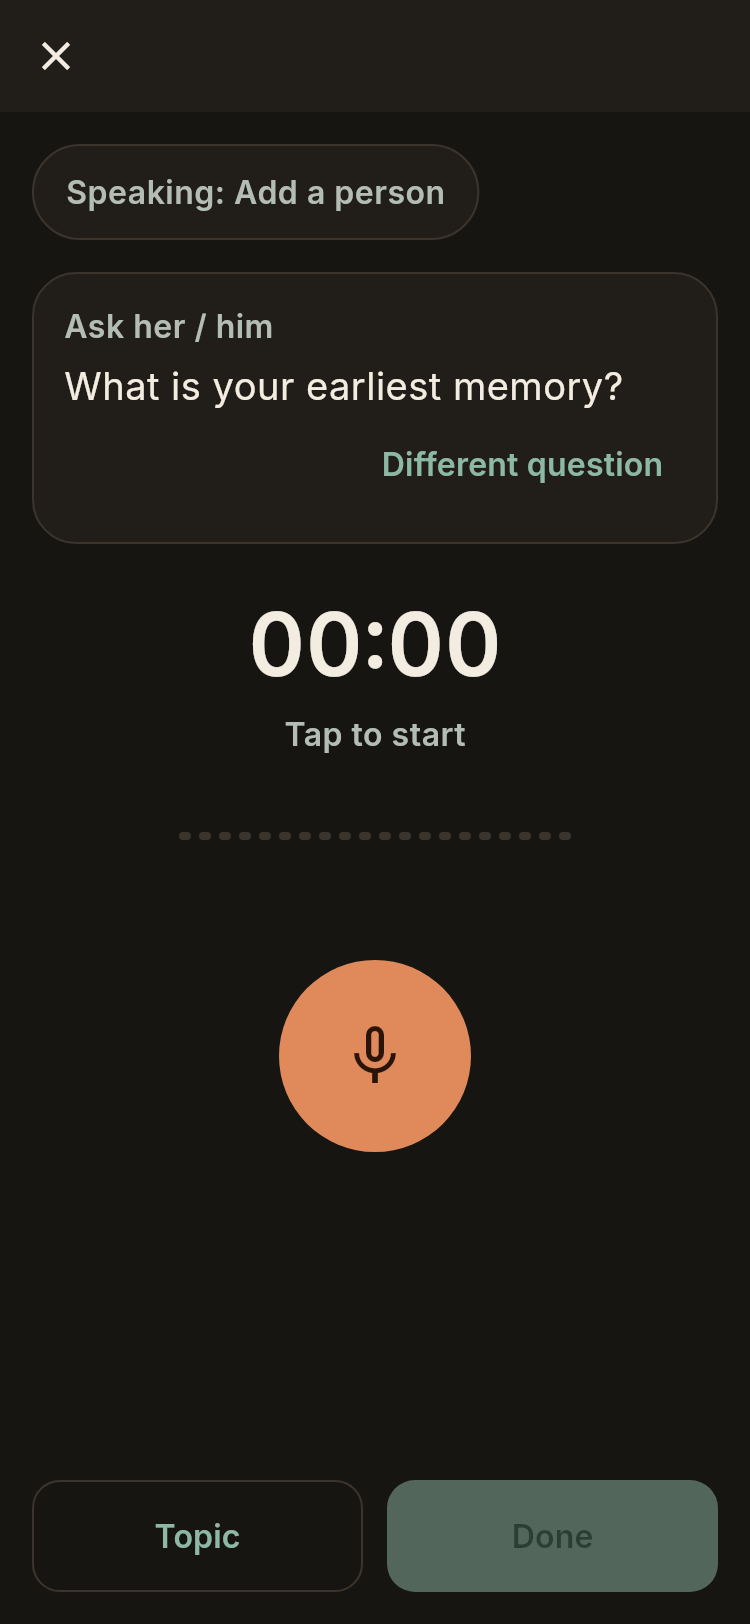 Speaking: Add a person
Ask her / him
What is your earliest memory?
Different question
00:00
Tap to start
Topic
Done